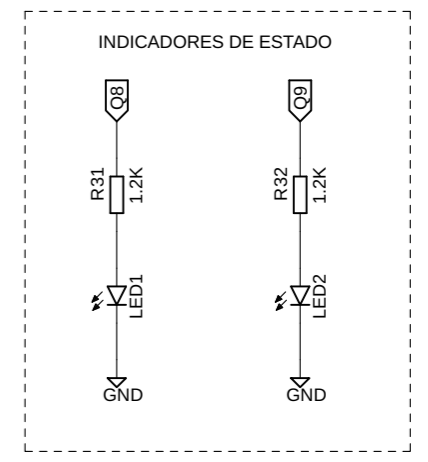 INDICADORES DE ESTADO
Q8
Q9
R31
1.2K
R32
1.2K
LED1
LED2
GND
GND